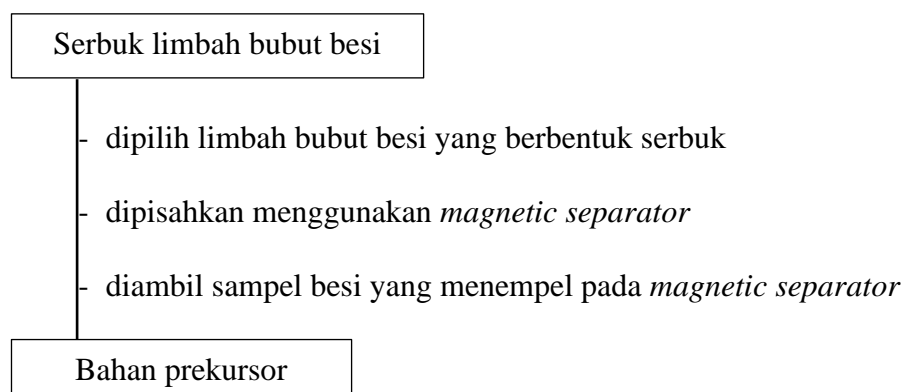 Serbuk limbah bubut besi
- dipilih limbah bubut besi yang berbentuk serbuk
- dipisahkan menggunakan magnetic separator
- diambil sampel besi yang menempel pada magnetic separator
Bahan prekursor